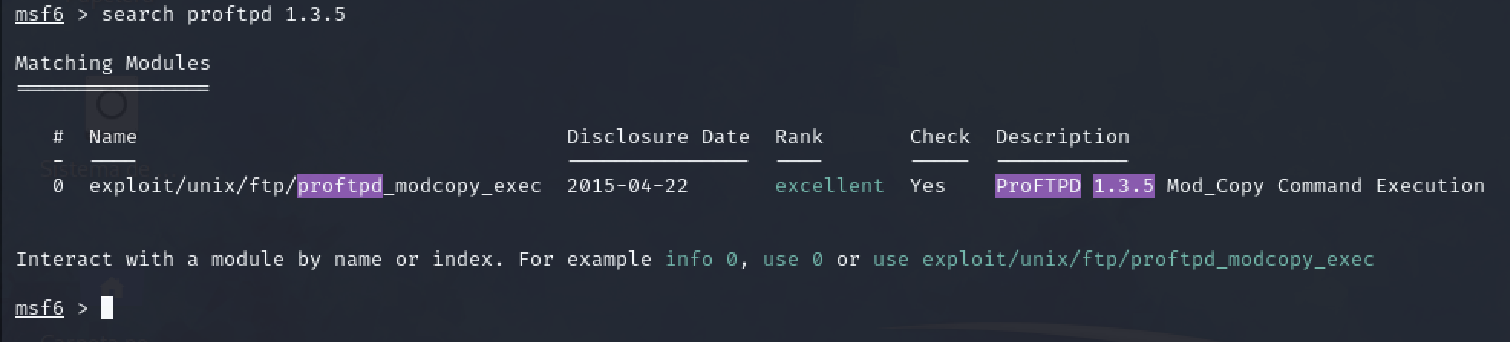 msf6 > search proftpd 1.3.5
Matching Modules
================
# Name Disclosure Date Rank Check Description
- ---- --------------- ---- ----- -----------
0 exploit/unix/ftp/proftpd_modcopy_exec 2015-04-22 excellent Yes ProFTPD 1.3.5 Mod_Copy Command Execution
Interact with a module by name or index. For example info 0, use 0 or use exploit/unix/ftp/proftpd_modcopy_exec
msf6 >